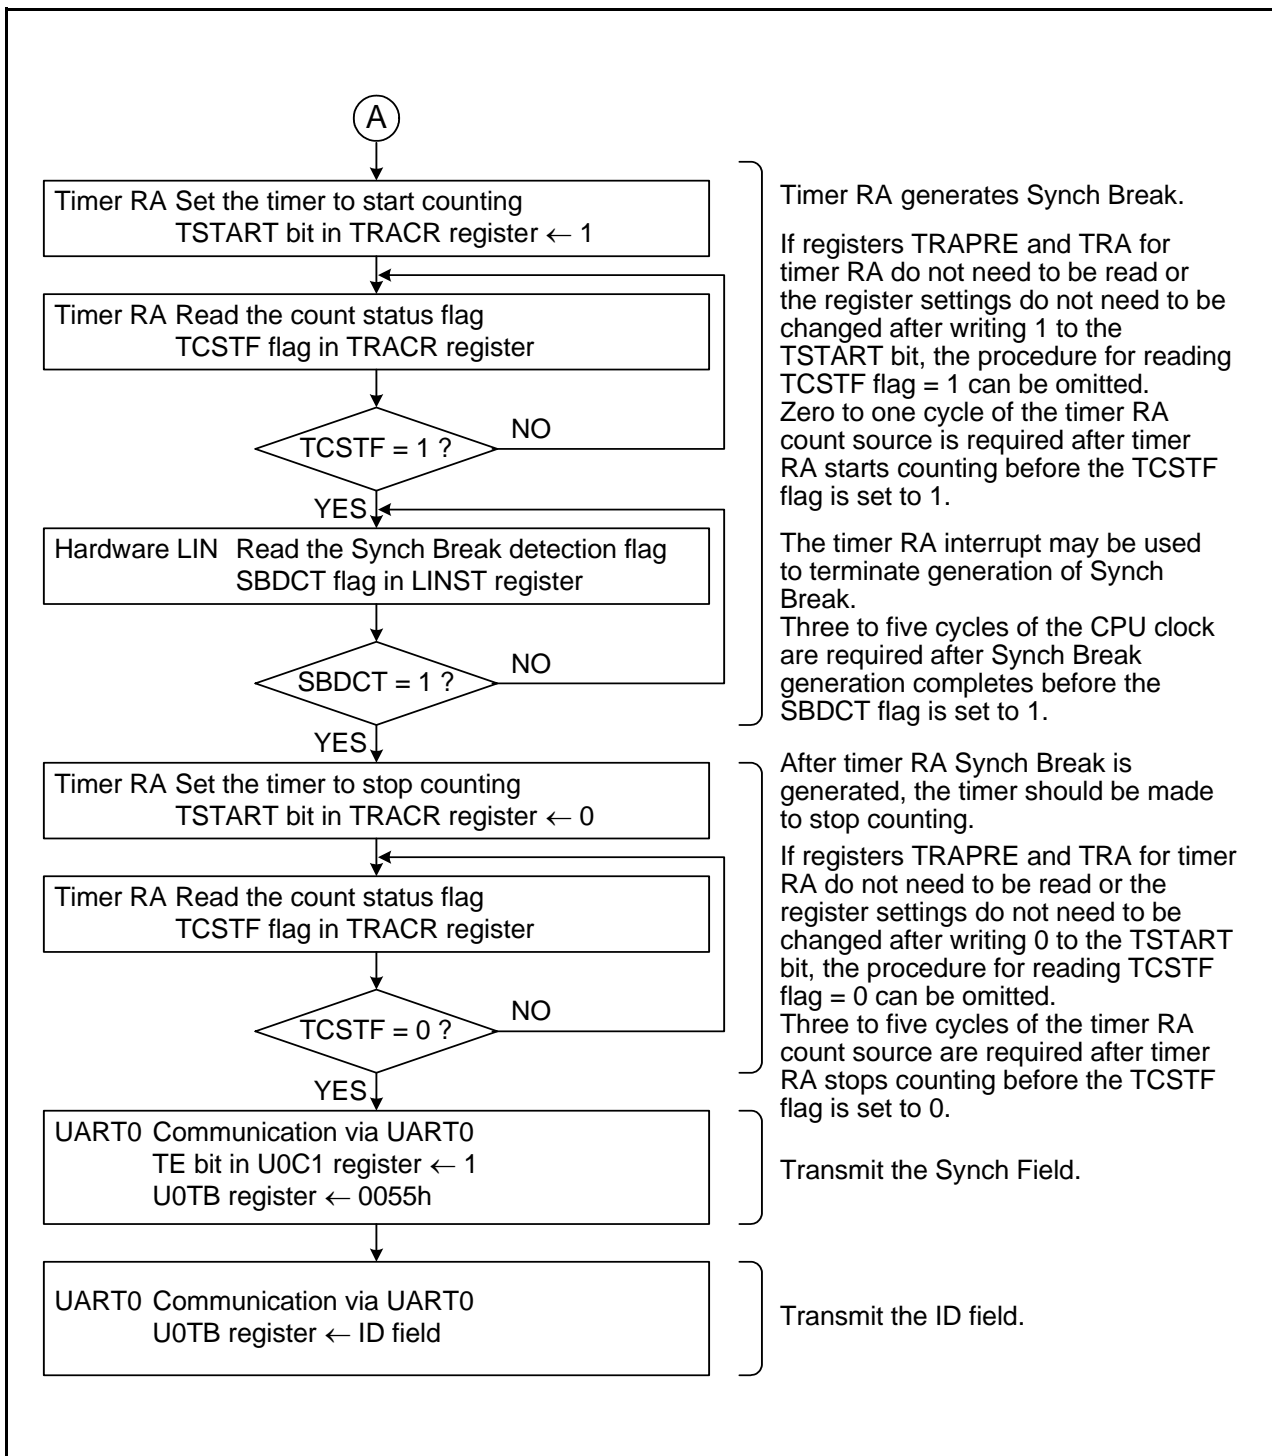 A
Timer RA Set the timer to start counting
TSTART bit in TRACR register ← 1
Timer RA Read the count status flag
TCSTF flag in TRACR register
TCSTF = 1 ?
NO
YES
Hardware LIN Read the Synch Break detection flag
SBDCT flag in LINST register
SBDCT = 1 ?
NO
YES
Timer RA generates Synch Break.
If registers TRAPRE and TRA for
timer RA do not need to be read or
the register settings do not need to be
changed after writing 1 to the
TSTART bit, the procedure for reading
TCSTF flag = 1 can be omitted.
Zero to one cycle of the timer RA
count source is required after timer
RA starts counting before the TCSTF
flag is set to 1.
The timer RA interrupt may be used
to terminate generation of Synch
Break.
Three to five cycles of the CPU clock
are required after Synch Break
generation completes before the
SBDCT flag is set to 1.
Timer RA Set the timer to stop counting
TSTART bit in TRACR register ← 0
Timer RA Read the count status flag
TCSTF flag in TRACR register
TCSTF = 0 ?
NO
YES
After timer RA Synch Break is
generated, the timer should be made
to stop counting.
If registers TRAPRE and TRA for timer
RA do not need to be read or the
register settings do not need to be
changed after writing 0 to the TSTART
bit, the procedure for reading TCSTF
flag = 0 can be omitted.
Three to five cycles of the timer RA
count source are required after timer
RA stops counting before the TCSTF
flag is set to 0.
UART0 Communication via UART0
TE bit in U0C1 register ← 1
U0TB register ← 0055h
Transmit the Synch Field.
UART0 Communication via UART0
U0TB register ← ID field
Transmit the ID field.